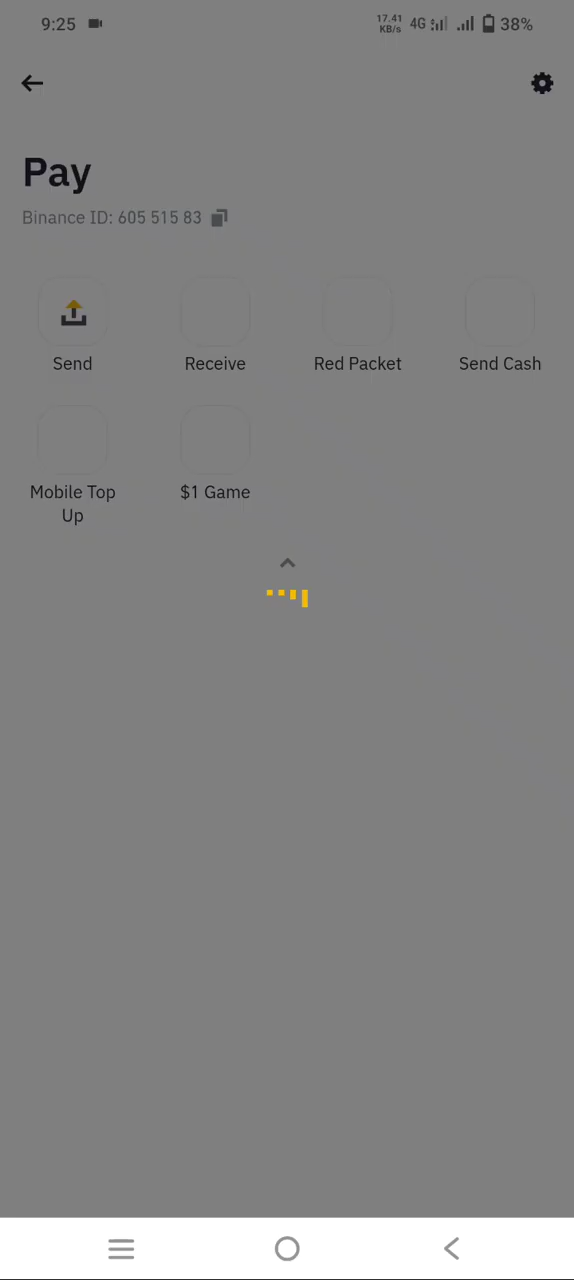 9:25 17.41 KB/s 4G 38%
Pay
Binance ID: 605 515 83
Send Receive Red Packet Send Cash
Mobile Top Up $1 Game